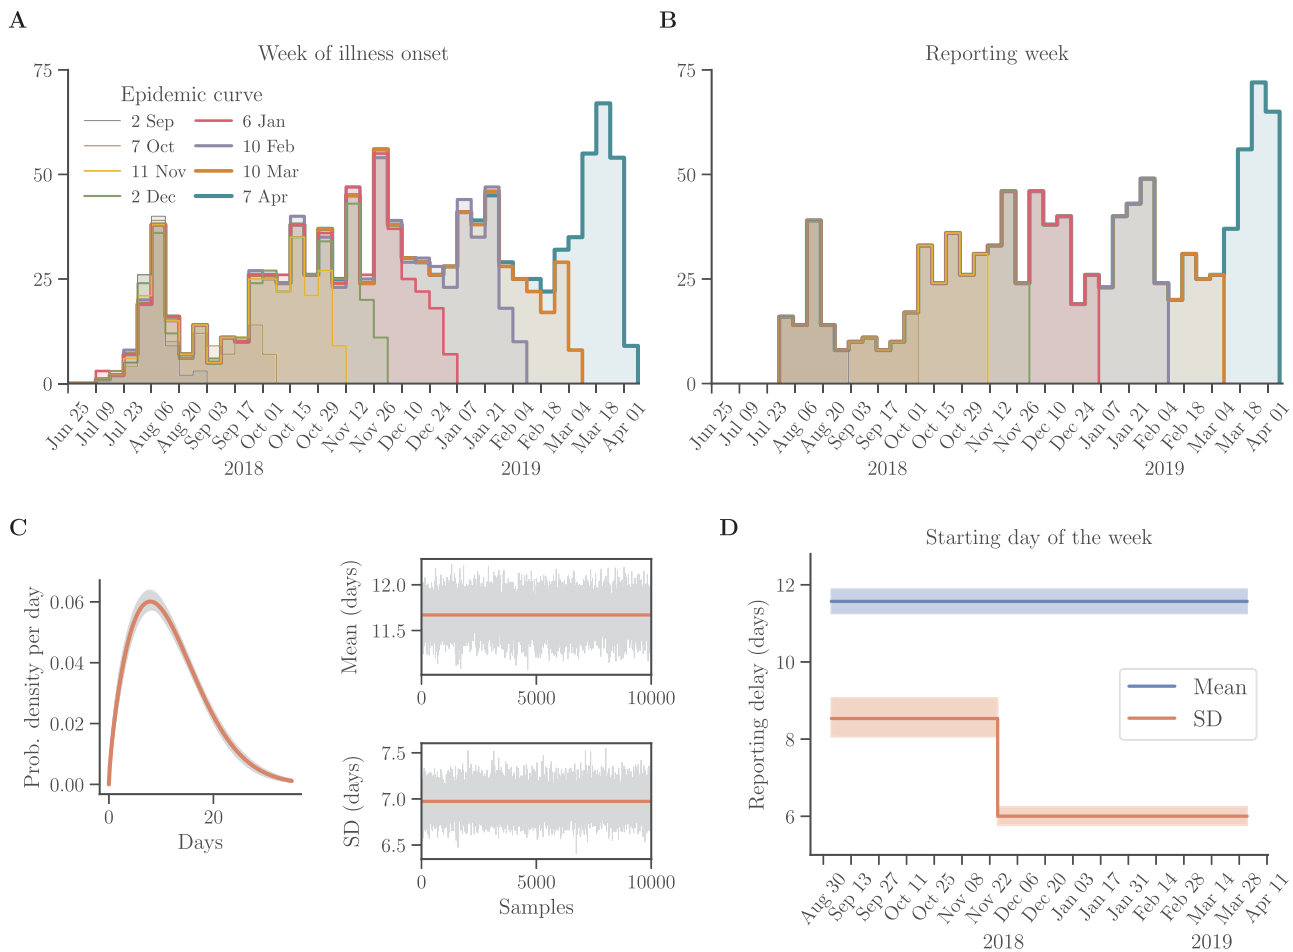 A
Week of illness onset
75
50
25
0
Epidemic curve
2 Sep
7 Oct
11 Nov
2 Dec
6 Jan
10 Feb
10 Mar
7 Apr
Jun 25
Jul 09
Jul 23
Aug 06
Aug 20
Sep 03
Sep 17
Oct 01
Oct 15
Oct 29
Nov 12
Nov 26
Dec 10
Dec 24
Jan 07
Jan 21
Feb 04
Feb 18
Mar 04
Mar 18
Apr 01
2018
2019
B
Reporting week
75
50
25
0
Jun 25
Jul 09
Jul 23
Aug 06
Aug 20
Sep 03
Sep 17
Oct 01
Oct 15
Oct 29
Nov 12
Nov 26
Dec 10
Dec 24
Jan 07
Jan 21
Feb 04
Feb 18
Mar 04
Mar 18
Apr 01
2018
2019
C
Prob. density per day
0.06
0.04
0.02
0.00
0
20
Days
Mean (days)
12.0
11.5
0
5000
10000
SD (days)
7.5
7.0
6.5
0
5000
10000
Samples
D
Starting day of the week
Reporting delay (days)
12
10
8
6
Mean
SD
Aug 30
Sep 13
Sep 27
Oct 11
Oct 25
Nov 08
Nov 22
Dec 06
Dec 20
Jan 03
Jan 17
Jan 31
Feb 14
Feb 28
Mar 14
Mar 28
Apr 11
2018
2019